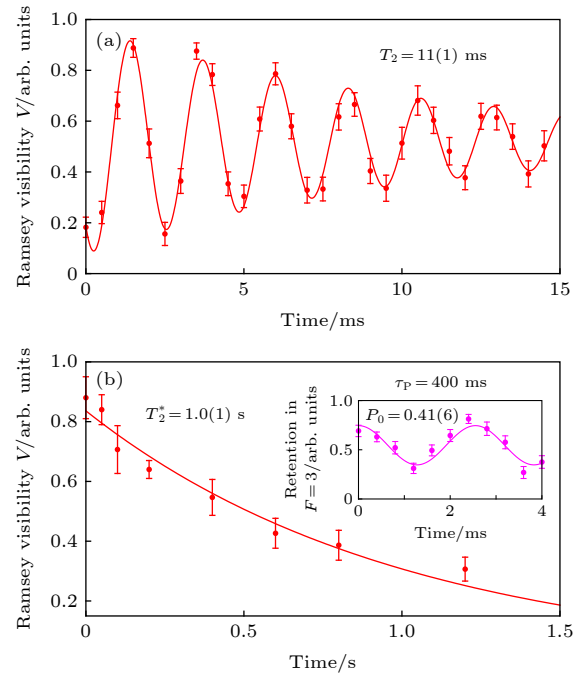 (a)
T₂=11(1) ms
Ramsey visibility V/arb. units
1.0
0.8
0.6
0.4
0.2
0
0
5
10
15
Time/ms
(b)
T₂*=1.0(1) s
Ramsey visibility V/arb. units
1.0
0.8
0.6
0.4
0.2
0
0.5
1.0
1.5
Time/s
τP=400 ms
P₀=0.41(6)
Retention in
F=3/arb. units
1.0
0.5
0
0
2
4
Time/ms